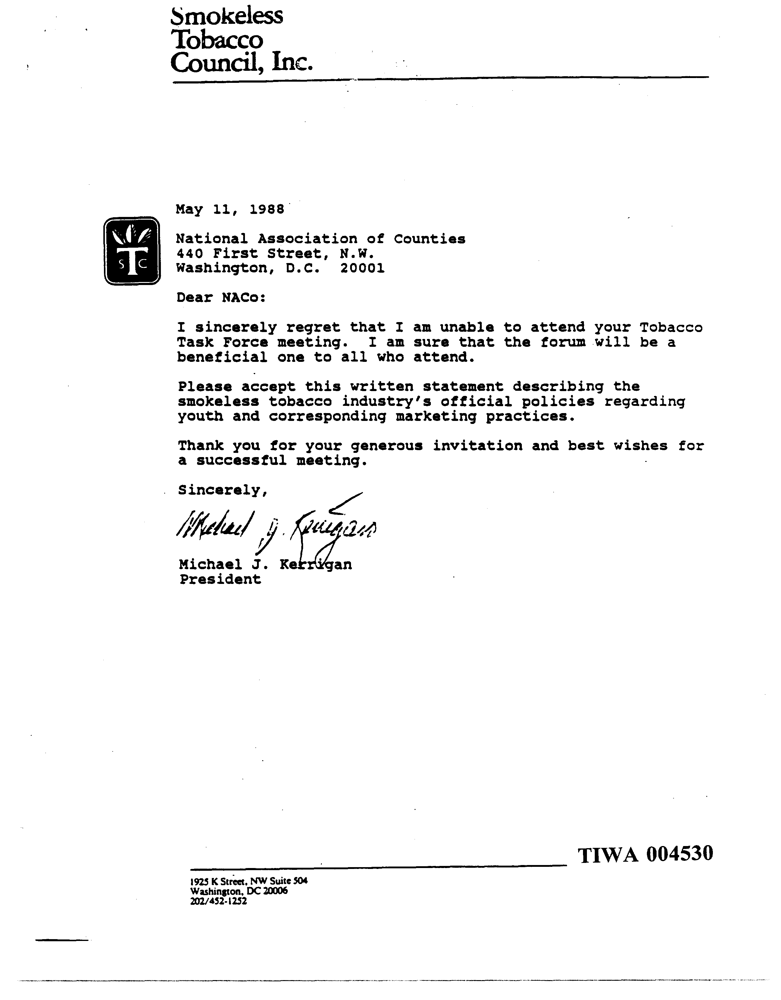 Smokeless
Tobacco
Council, Inc.
May 11, 1988
S T C
National Association of Counties
440 First Street, N.W.
Washington, D.C.  20001
Dear NACo:
I sincerely regret that I am unable to attend your Tobacco
Task Force meeting.  I am sure that the forum will be a
beneficial one to all who attend.
Please accept this written statement describing the
smokeless tobacco industry's official policies regarding
youth and corresponding marketing practices.
Thank you for your generous invitation and best wishes for
a successful meeting.
Sincerely,
Michael J. Kerrigan
Michael J. Kerrigan
President
TIWA 004530
1925 K Street, NW Suite 504
Washington, DC 20006
202/452-1252